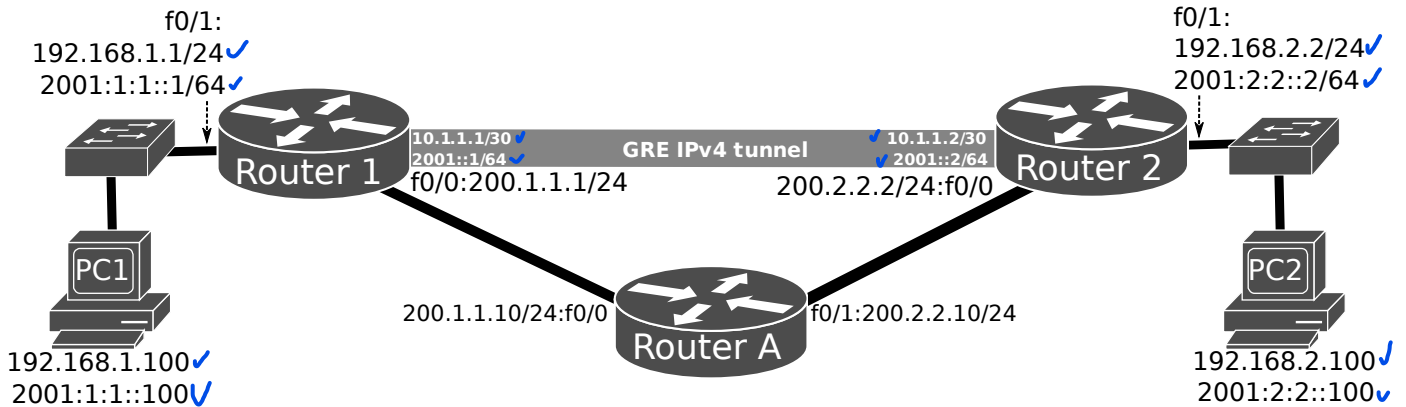 f0/1:
192.168.1.1/24
2001:1:1::1/64
f0/1:
192.168.2.2/24
2001:2:2::2/64
Router 1
10.1.1.1/30
2001::1/64
GRE IPv4 tunnel
10.1.1.2/30
2001::2/64
Router 2
f0/0:200.1.1.1/24
200.2.2.2/24:f0/0
PC1
192.168.1.100
2001:1:1::100
200.1.1.10/24:f0/0
Router A
f0/1:200.2.2.10/24
PC2
192.168.2.100
2001:2:2::100